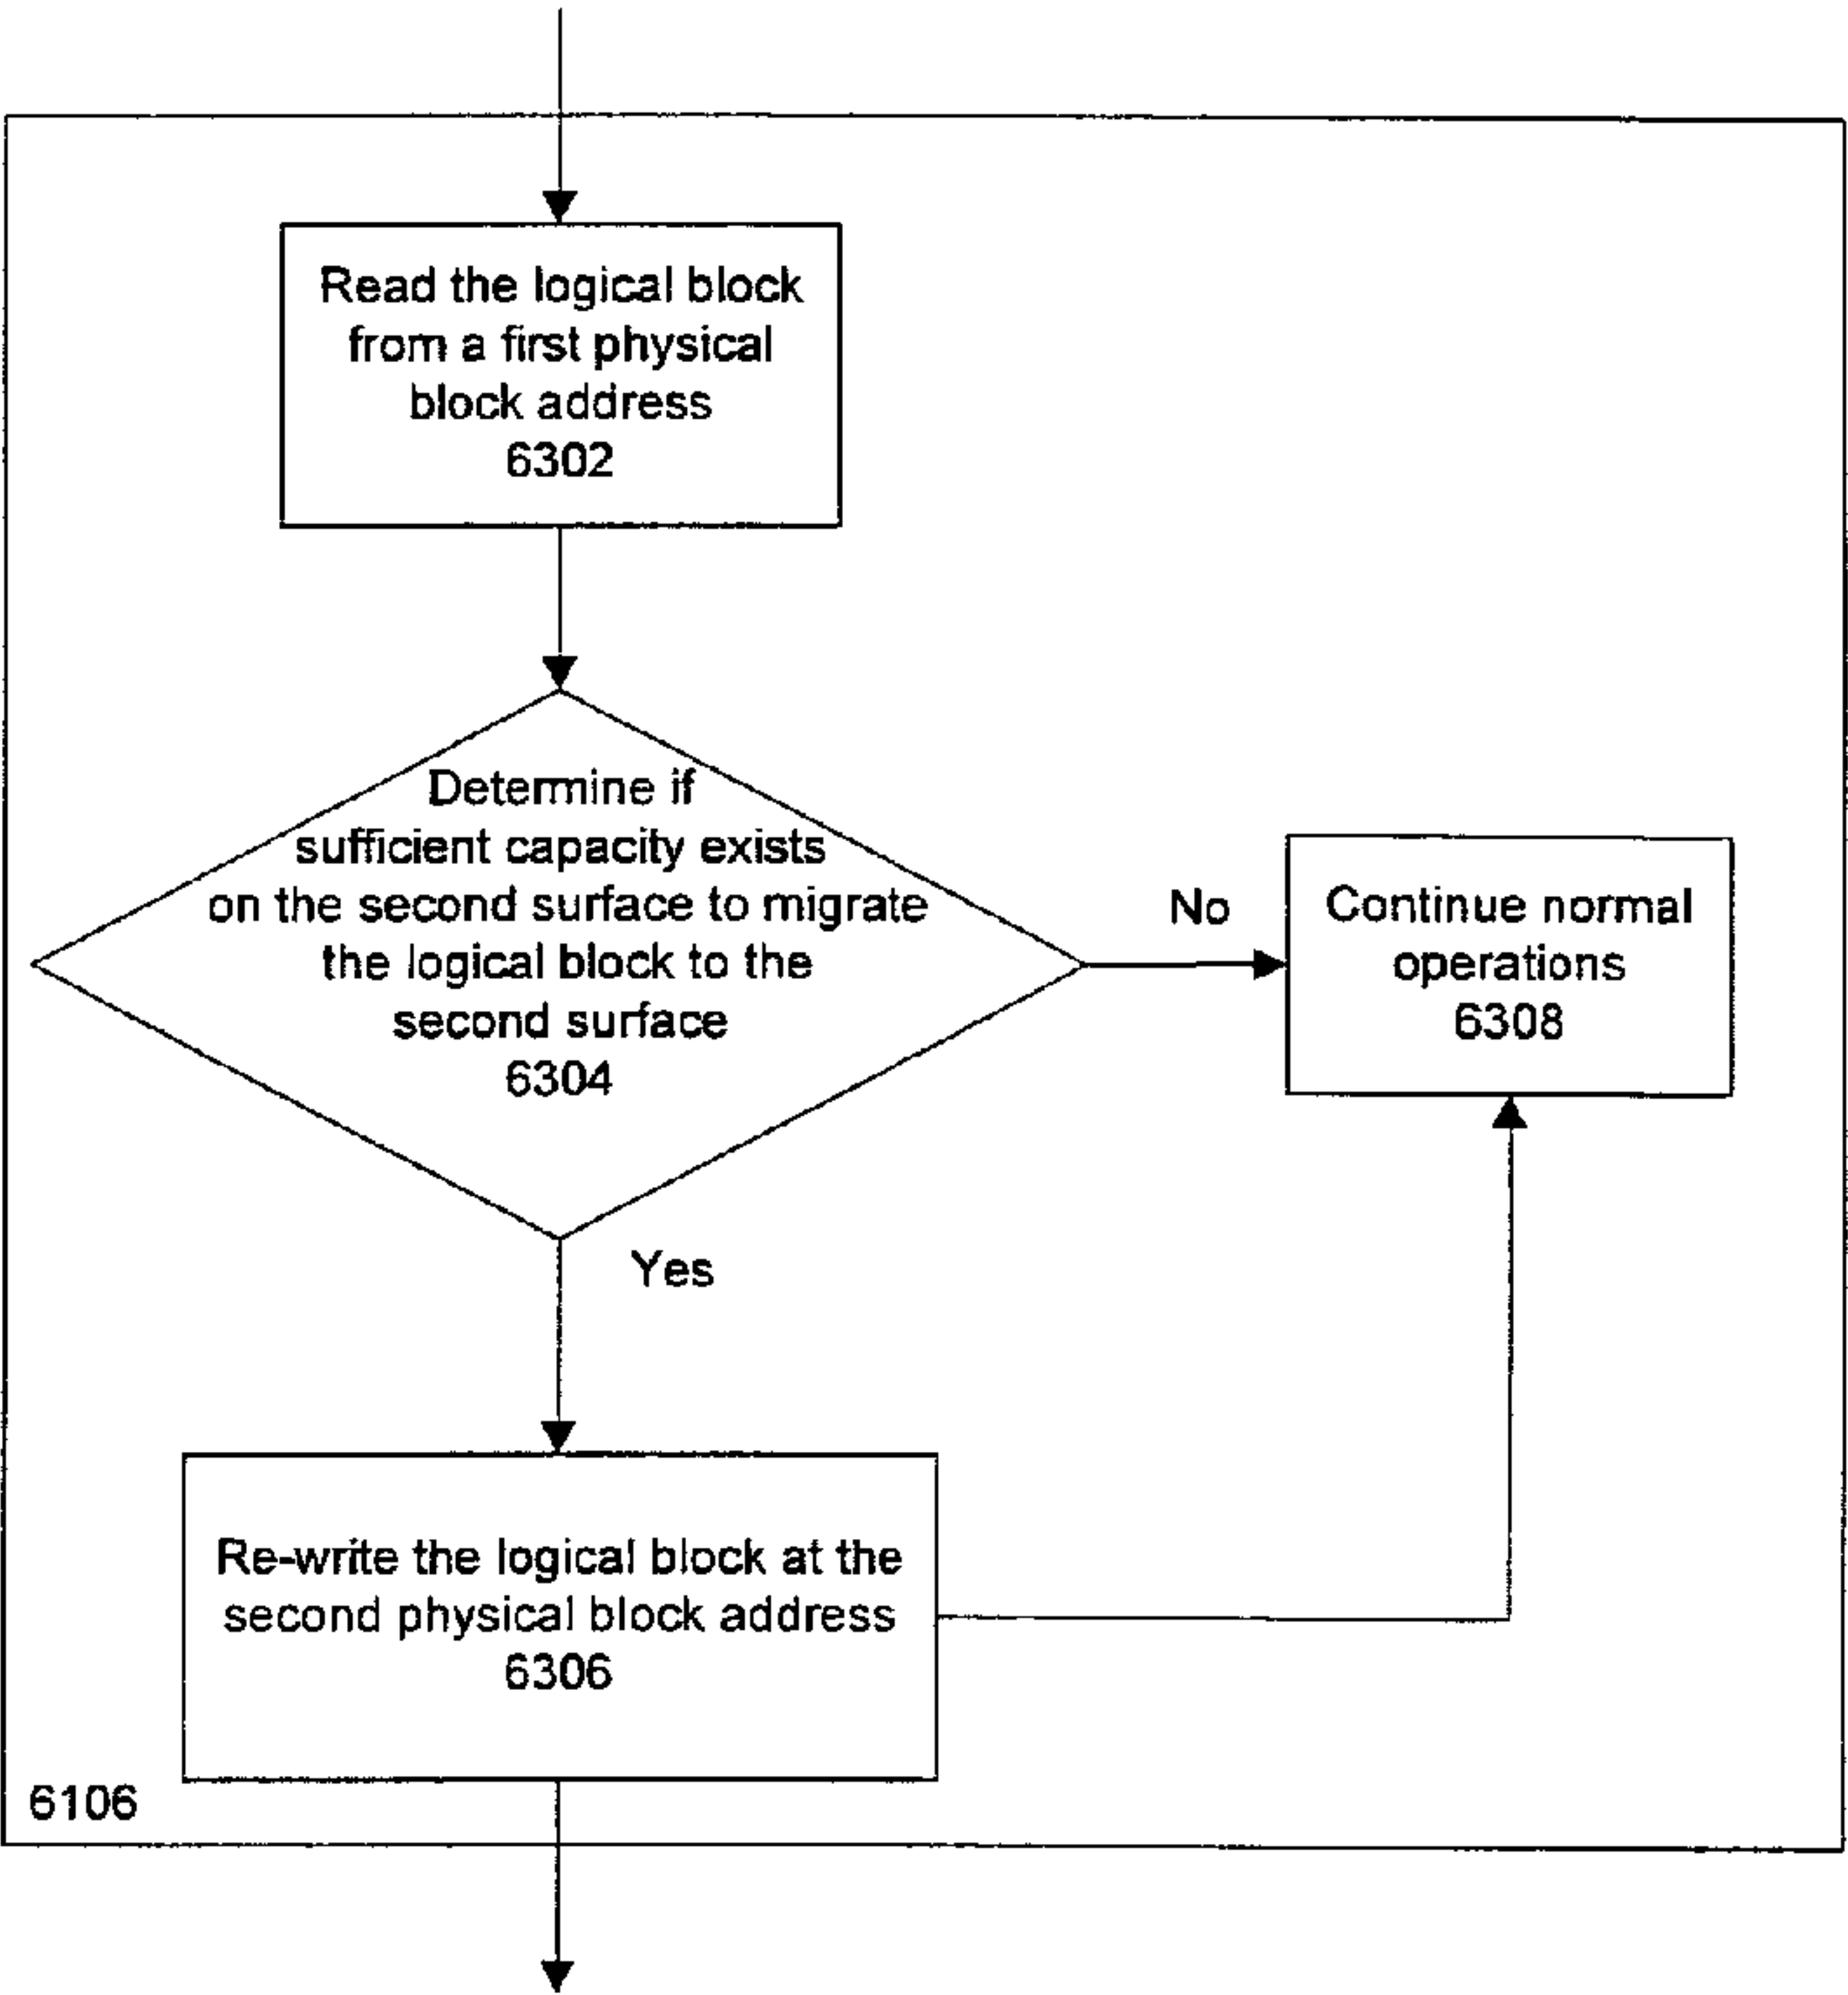 Read the logical block
from a first physical
block address
6302
Determine if
sufficient capacity exists
on the second surface to migrate
the logical block to the
second surface
6304
No
Continue normal
operations
6308
Yes
Re-write the logical block at the
second physical block address
6306
6106